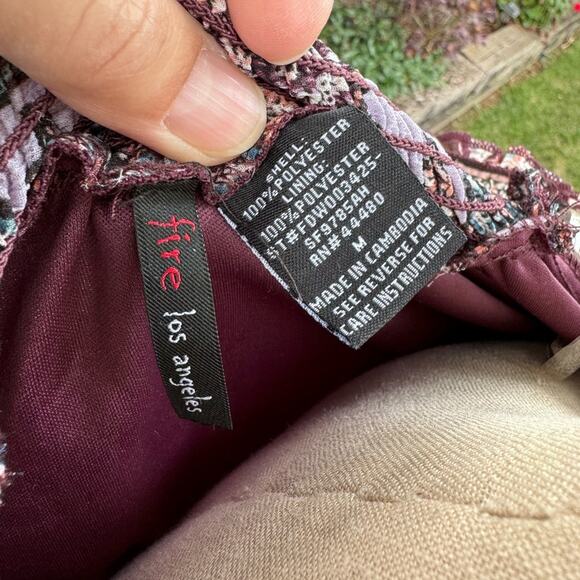 fire los angeles
SHELL:
100%POLYESTER
LINING:
100%POLYESTER
ST#FDW003425-
SF9785AH
RN#44480
M
MADE IN CAMBODIA
SEE REVERSE FOR
CARE INSTRUCTIONS